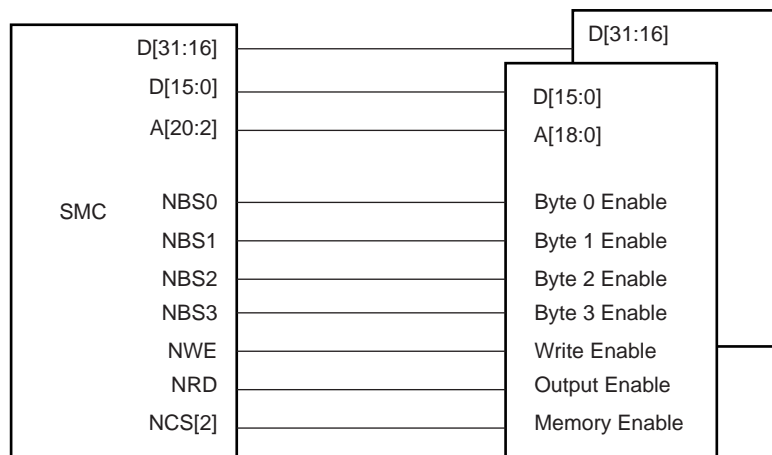 D[31:16] D[31:16]
D[15:0] D[15:0]
A[20:2] A[18:0]
SMC NBS0 Byte 0 Enable
NBS1 Byte 1 Enable
NBS2 Byte 2 Enable
NBS3 Byte 3 Enable
NWE Write Enable
NRD Output Enable
NCS[2] Memory Enable